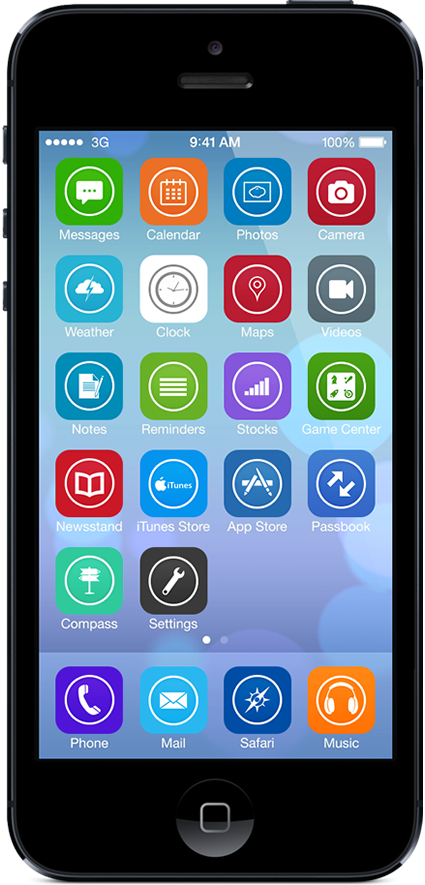 3G 9:41 AM 100%
Messages Calendar Photos Camera
Weather Clock Maps Videos
Notes Reminders Stocks Game Center
iTunes
Newsstand iTunes Store App Store Passbook
Compass Settings
Phone Mail Safari Music